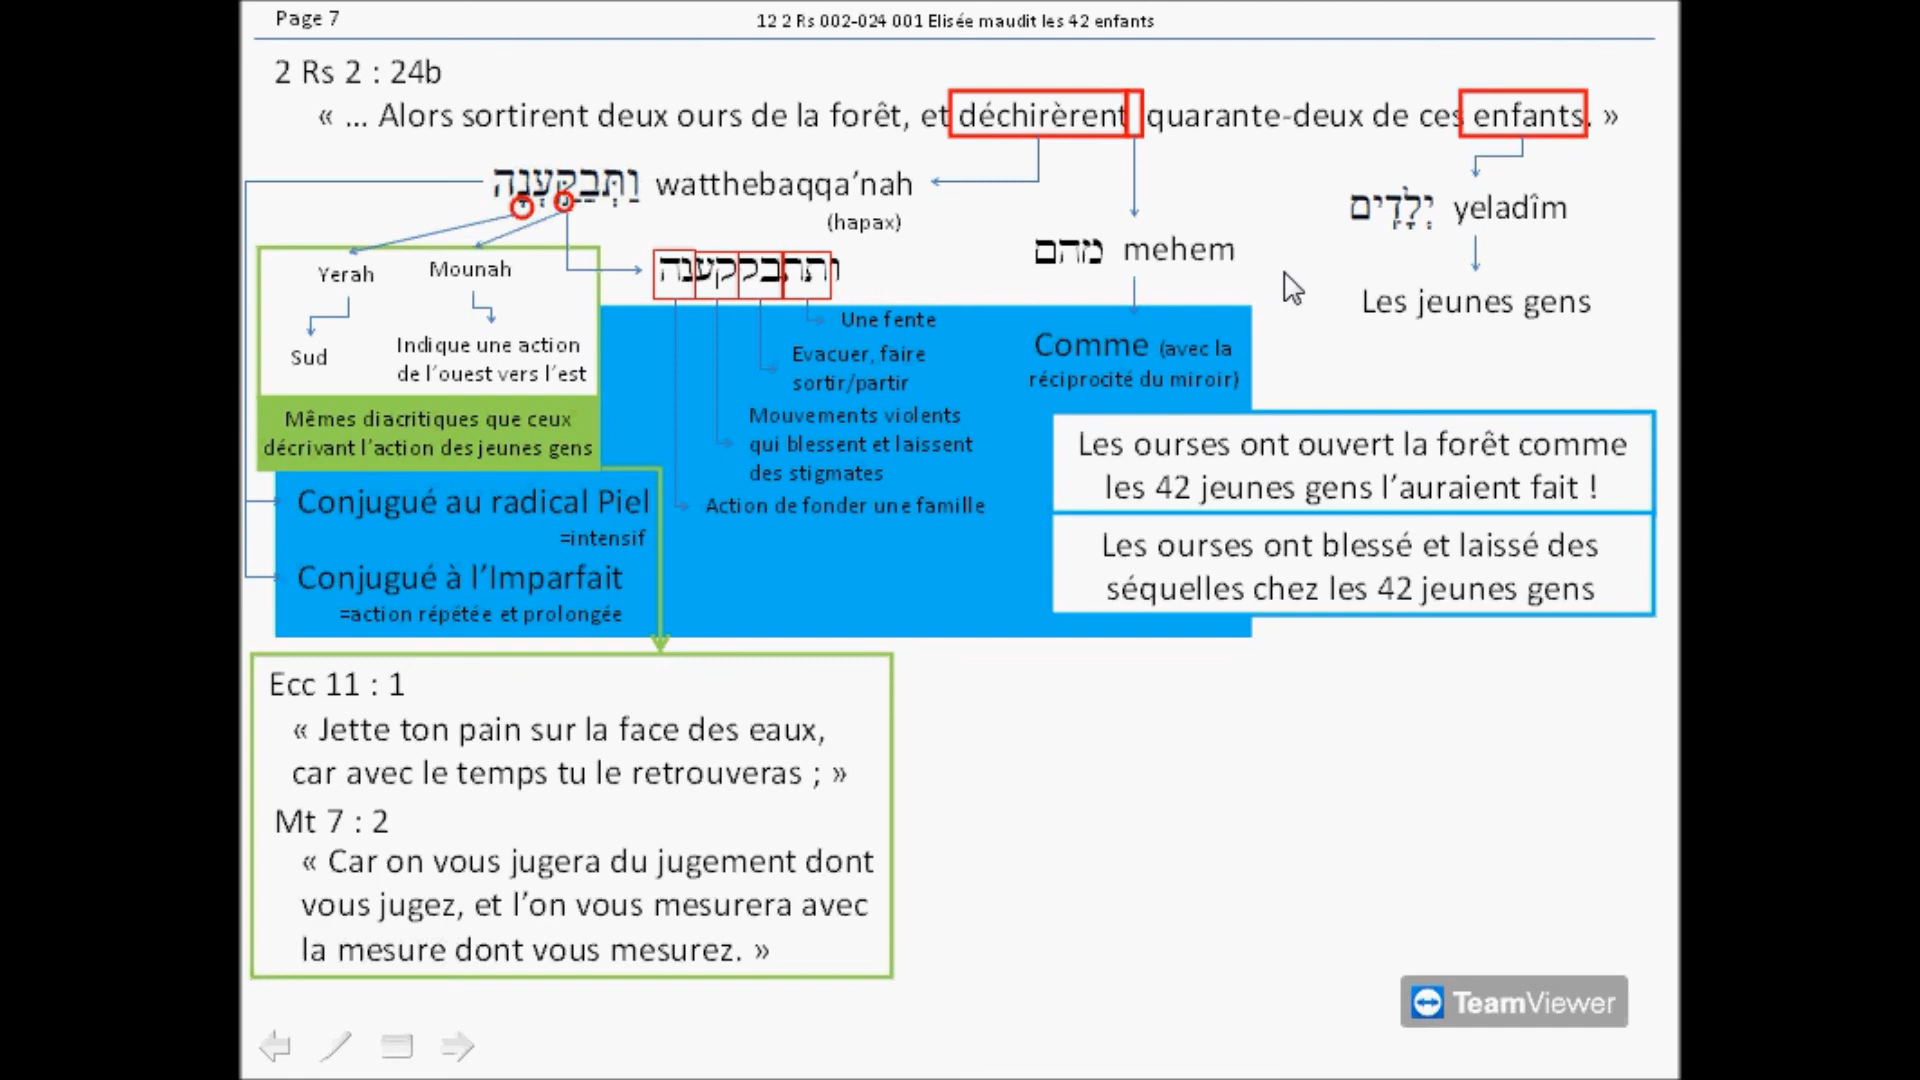 Page 7
12 2 Rs 002-024 001 Elisée maudit les 42 enfants
2 Rs 2 : 24b
« ... Alors sortirent deux ours de la forêt, et déchirèrent quarante-deux de ces enfants. »
וַתְּבַקַּ֣עְנָ֔ה watthebaqqa’nah
(hapax)
מהם mehem
יְלָדִֽים yeladîm
Les jeunes gens
ותתבקקענה
Yerah
Mounah
Sud
Indique une action
de l’ouest vers l’est
Mêmes diacritiques que ceux
décrivant l’action des jeunes gens
Une fente
Evacuer, faire
sortir/partir
Mouvements violents
qui blessent et laissent
des stigmates
Action de fonder une famille
Comme (avec la
réciprocité du miroir)
Conjugué au radical Piel
=intensif
Conjugué à l’Imparfait
=action répétée et prolongée
Les ourses ont ouvert la forêt comme
les 42 jeunes gens l’auraient fait !
Les ourses ont blessé et laissé des
séquelles chez les 42 jeunes gens
Ecc 11 : 1
« Jette ton pain sur la face des eaux,
car avec le temps tu le retrouveras ; »
Mt 7 : 2
« Car on vous jugera du jugement dont
vous jugez, et l’on vous mesurera avec
la mesure dont vous mesurez. »
TeamViewer